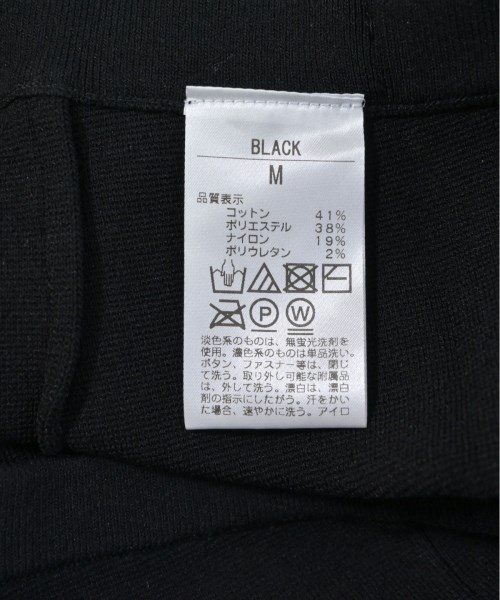 BLACK
M
品質表示
コットン 41%
ポリエステル 38%
ナイロン 19%
ポリウレタン 2%
P W
淡色系のものは、無蛍光洗剤を
使用。濃色系のものは単品洗い。
ボタン、ファスナー等は、閉じ
て洗う。取り外し可能な附属品
は、外して洗う。漂白は、漂白
剤の指示にしたがう。汗をかい
た場合、速やかに洗う。アイロ